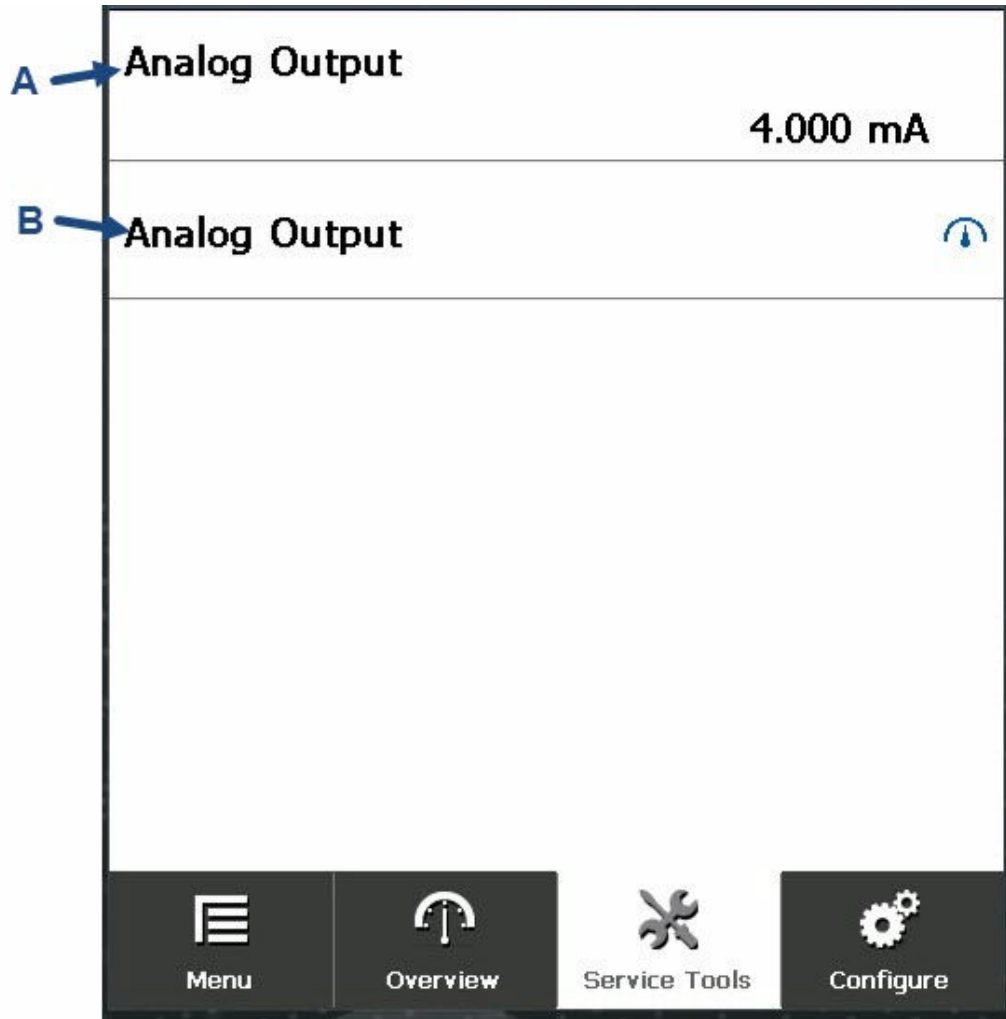 A
Analog Output
4.000 mA
B
Analog Output
Menu
Overview
Service Tools
Configure